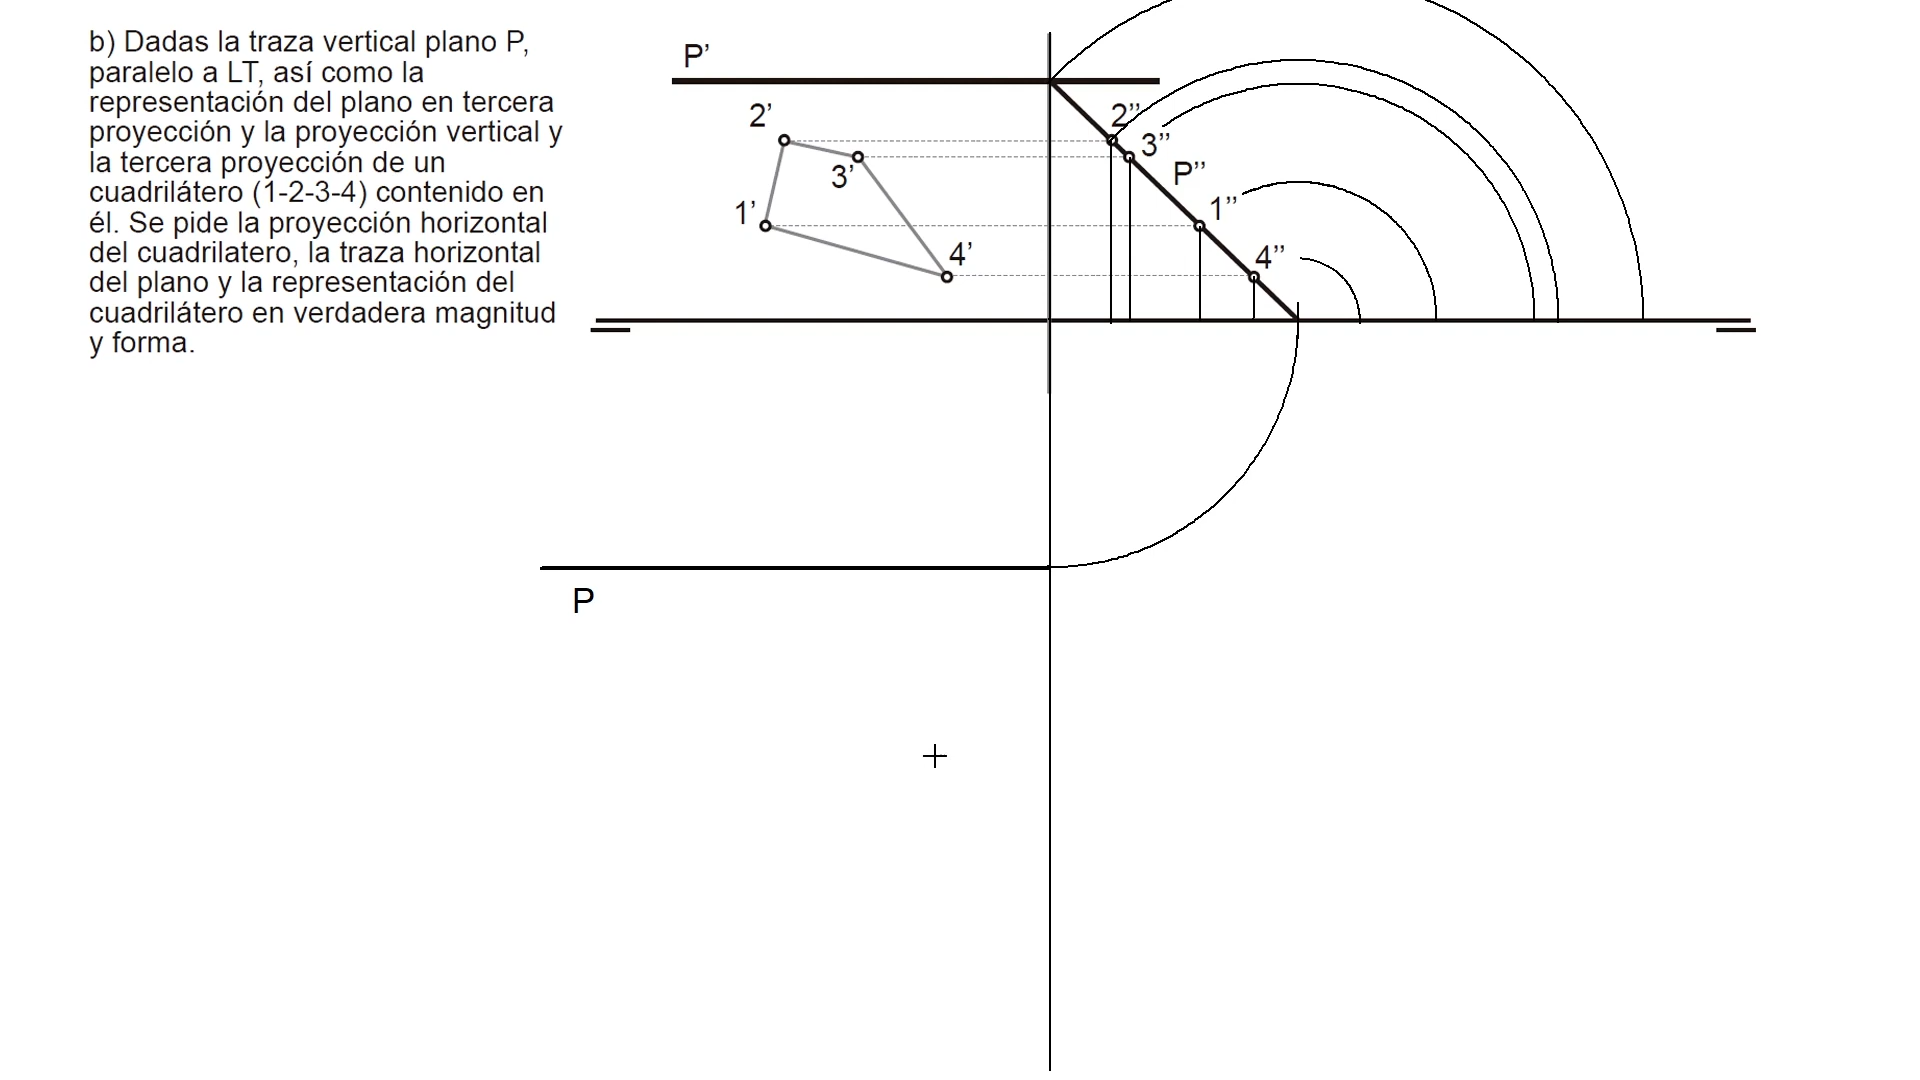 b) Dadas la traza vertical plano P,
paralelo a LT, así como la
representación del plano en tercera
proyección y la proyección vertical y
la tercera proyección de un
cuadrilátero (1-2-3-4) contenido en
él. Se pide la proyección horizontal
del cuadrilatero, la traza horizontal
del plano y la representación del
cuadrilátero en verdadera magnitud
y forma.
P’
2’
3’
1’
4’
2’’
3’’
P’’
1’’
4’’
P